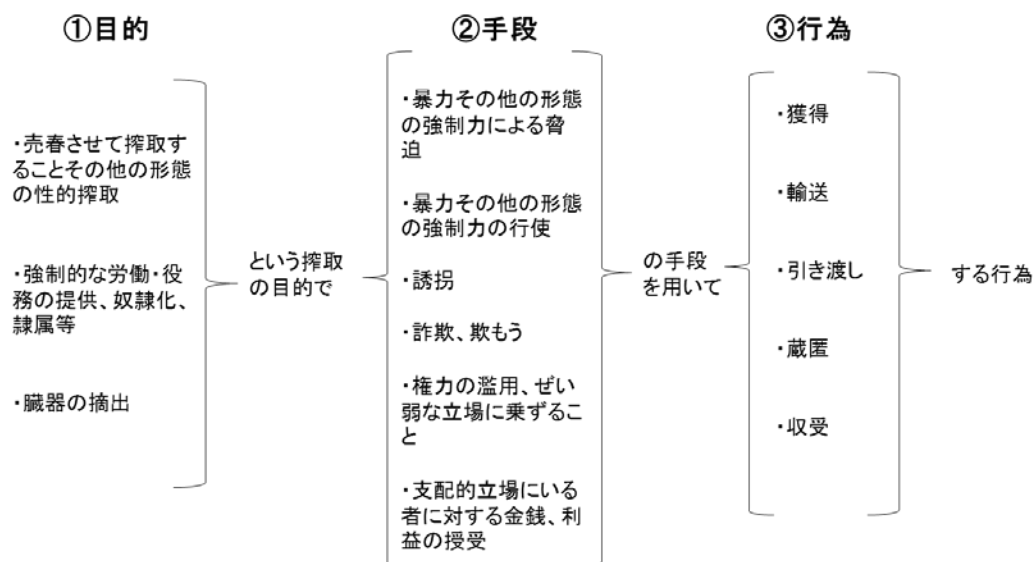 ①目的
・売春させて搾取す
ることその他の形態
の性的搾取
・強制的な労働・役
務の提供、奴隷化、
隷属等
・臓器の摘出
という搾取
の目的で
②手段
・暴力その他の形態
の強制力による脅
迫
・暴力その他の形態
の強制力の行使
・誘拐
・詐欺、欺もう
・権力の濫用、ぜい
弱な立場に乗ずるこ
と
・支配的立場にいる
者に対する金銭、利
益の授受
の手段
を用いて
③行為
・獲得
・輸送
・引き渡し
・蔵匿
・収受
する行為